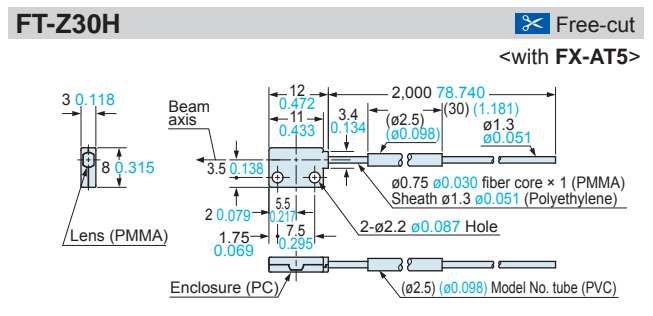 FT-Z30H
Free-cut
<with FX-AT5>
3 0.118
8 0.315
Lens (PMMA)
Beam
axis
12
0.472
11
0.433
3.4
0.134
2,000 78.740
(30) (1.181)
(ø2.5)
(ø0.098)
ø1.3
ø0.051
3.5 0.138
ø0.75 ø0.030 fiber core × 1 (PMMA)
Sheath ø1.3 ø0.051 (Polyethylene)
2 0.079
5.5
0.217
2-ø2.2 ø0.087 Hole
1.75
0.069
7.5
0.295
Enclosure (PC)
(ø2.5) (ø0.098) Model No. tube (PVC)